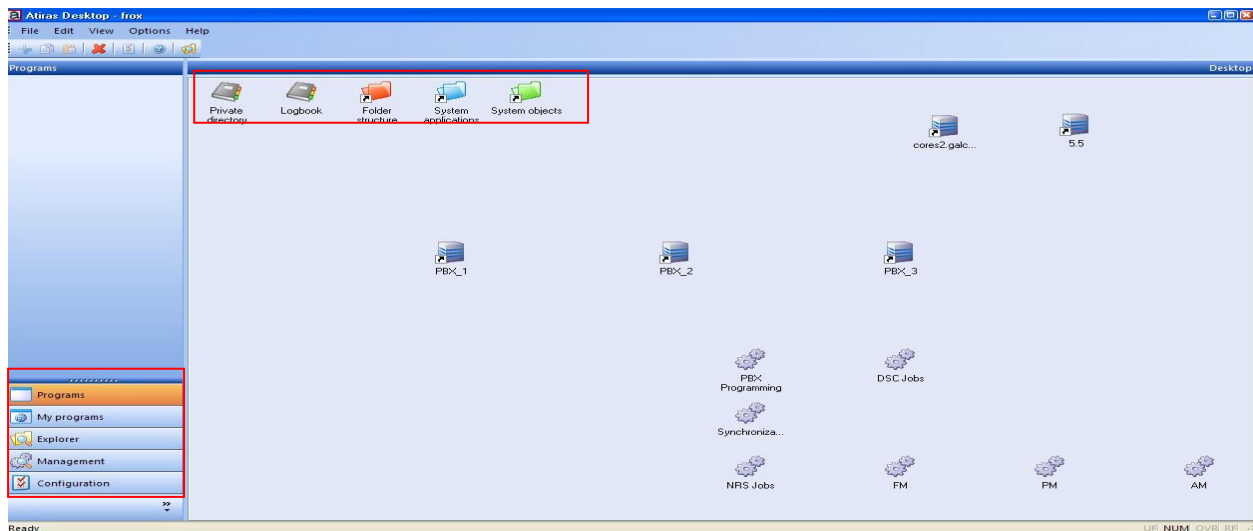 Atiras Desktop - frox
File Edit View Options Help
Programs
Desktop
Private directory
Logbook
Folder structure
System applications
System objects
cores2.galc...
5.5
PBX_1
PBX_2
PBX_3
PBX Programming
DSC Jobs
Synchroniza...
NRS Jobs
FM
PM
AM
Programs
My programs
Explorer
Management
Configuration
Ready
NUM OVR